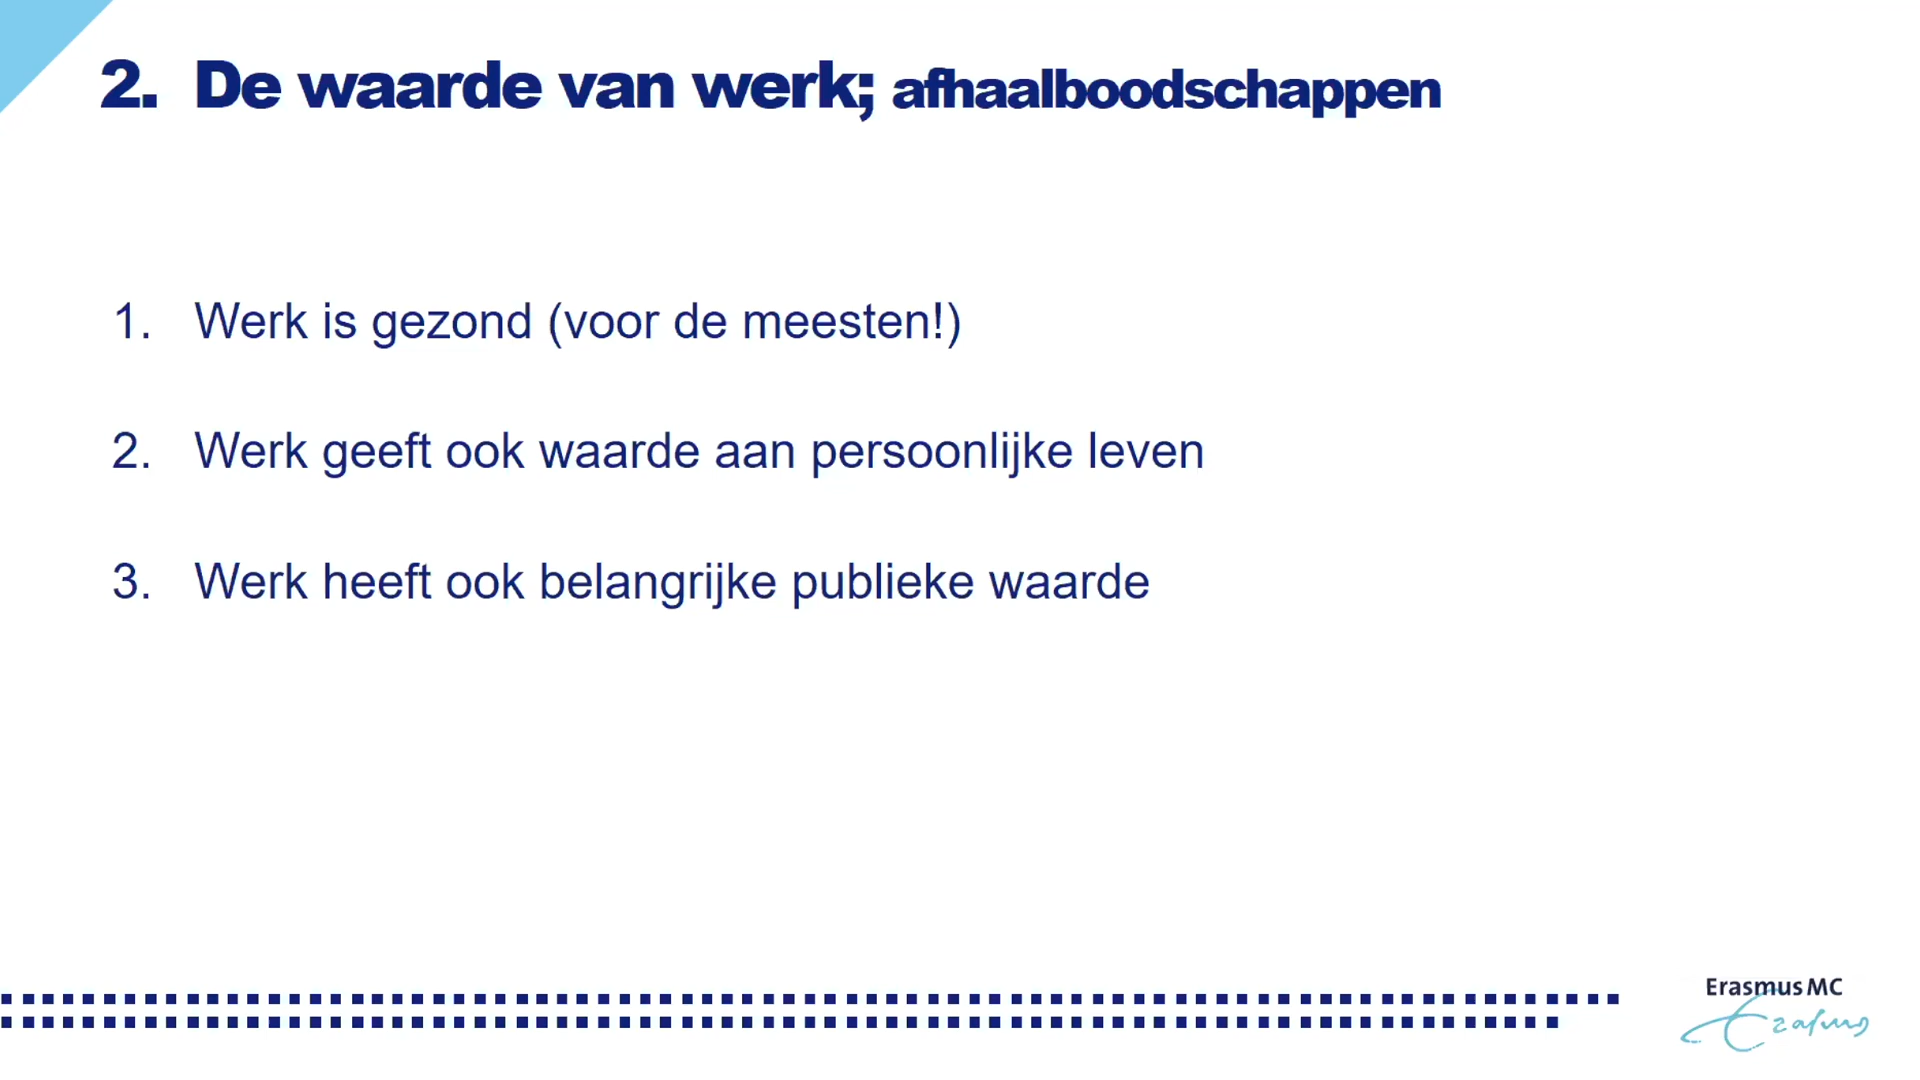 2. De waarde van werk; afhaalboodschappen
1. Werk is gezond (voor de meesten!)
2. Werk geeft ook waarde aan persoonlijke leven
3. Werk heeft ook belangrijke publieke waarde
Erasmus MC
Erasmus